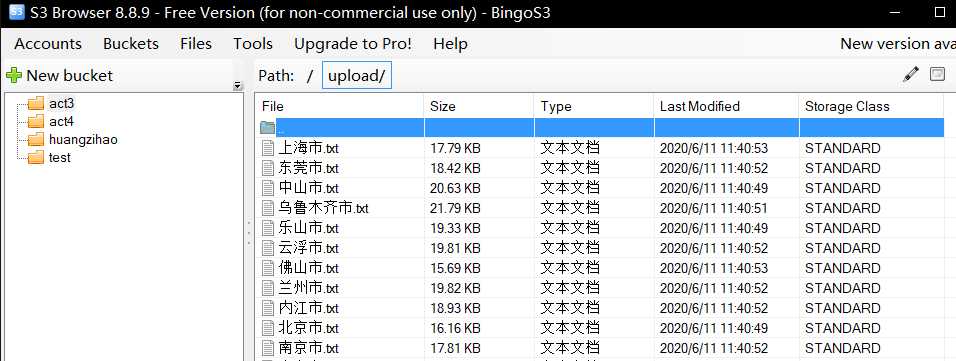 S3 S3 Browser 8.8.9 - Free Version (for non-commercial use only) - BingoS3
Accounts Buckets Files Tools Upgrade to Pro! Help New version ava
New bucket
Path: / upload/
act3
act4
huangzihao
test
File Size Type Last Modified Storage Class
..
上海市.txt 17.79 KB 文本文档 2020/6/11 11:40:53 STANDARD
东莞市.txt 18.42 KB 文本文档 2020/6/11 11:40:52 STANDARD
中山市.txt 20.63 KB 文本文档 2020/6/11 11:40:49 STANDARD
乌鲁木齐市.txt 21.79 KB 文本文档 2020/6/11 11:40:51 STANDARD
乐山市.txt 19.33 KB 文本文档 2020/6/11 11:40:49 STANDARD
云浮市.txt 19.81 KB 文本文档 2020/6/11 11:40:52 STANDARD
佛山市.txt 15.69 KB 文本文档 2020/6/11 11:40:53 STANDARD
兰州市.txt 19.82 KB 文本文档 2020/6/11 11:40:52 STANDARD
内江市.txt 18.93 KB 文本文档 2020/6/11 11:40:52 STANDARD
北京市.txt 16.16 KB 文本文档 2020/6/11 11:40:49 STANDARD
南京市.txt 17.81 KB 文本文档 2020/6/11 11:40:52 STANDARD